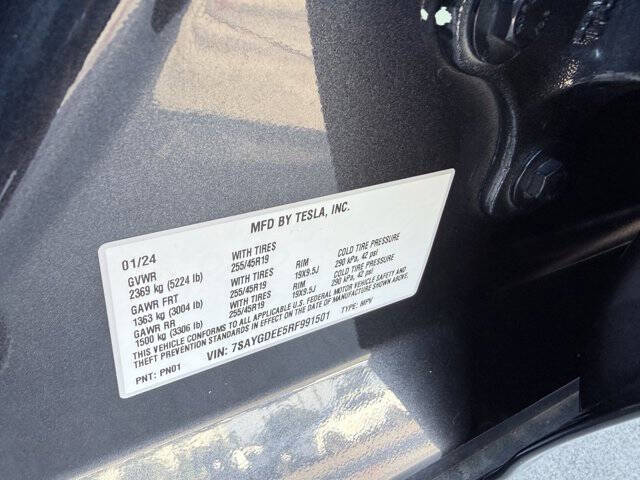 MFD BY TESLA, INC.
01/24
GVWR WITH TIRES RIM COLD TIRE PRESSURE
2369 kg (5224 lb) 255/45R19 19X9.5J 290 kPa, 42 psi
GAWR FRT WITH TIRES RIM COLD TIRE PRESSURE
1363 kg (3004 lb) 255/45R19 19X9.5J 290 kPa, 42 psi
GAWR RR WITH TIRES
1500 kg (3306 lb) 255/45R19
THIS VEHICLE CONFORMS TO ALL APPLICABLE U.S. FEDERAL MOTOR VEHICLE SAFETY AND
THEFT PREVENTION STANDARDS IN EFFECT ON THE DATE OF MANUFACTURE SHOWN ABOVE.
VIN: 7SAYGDEE5RF991501 TYPE: MPV
PNT: PN01